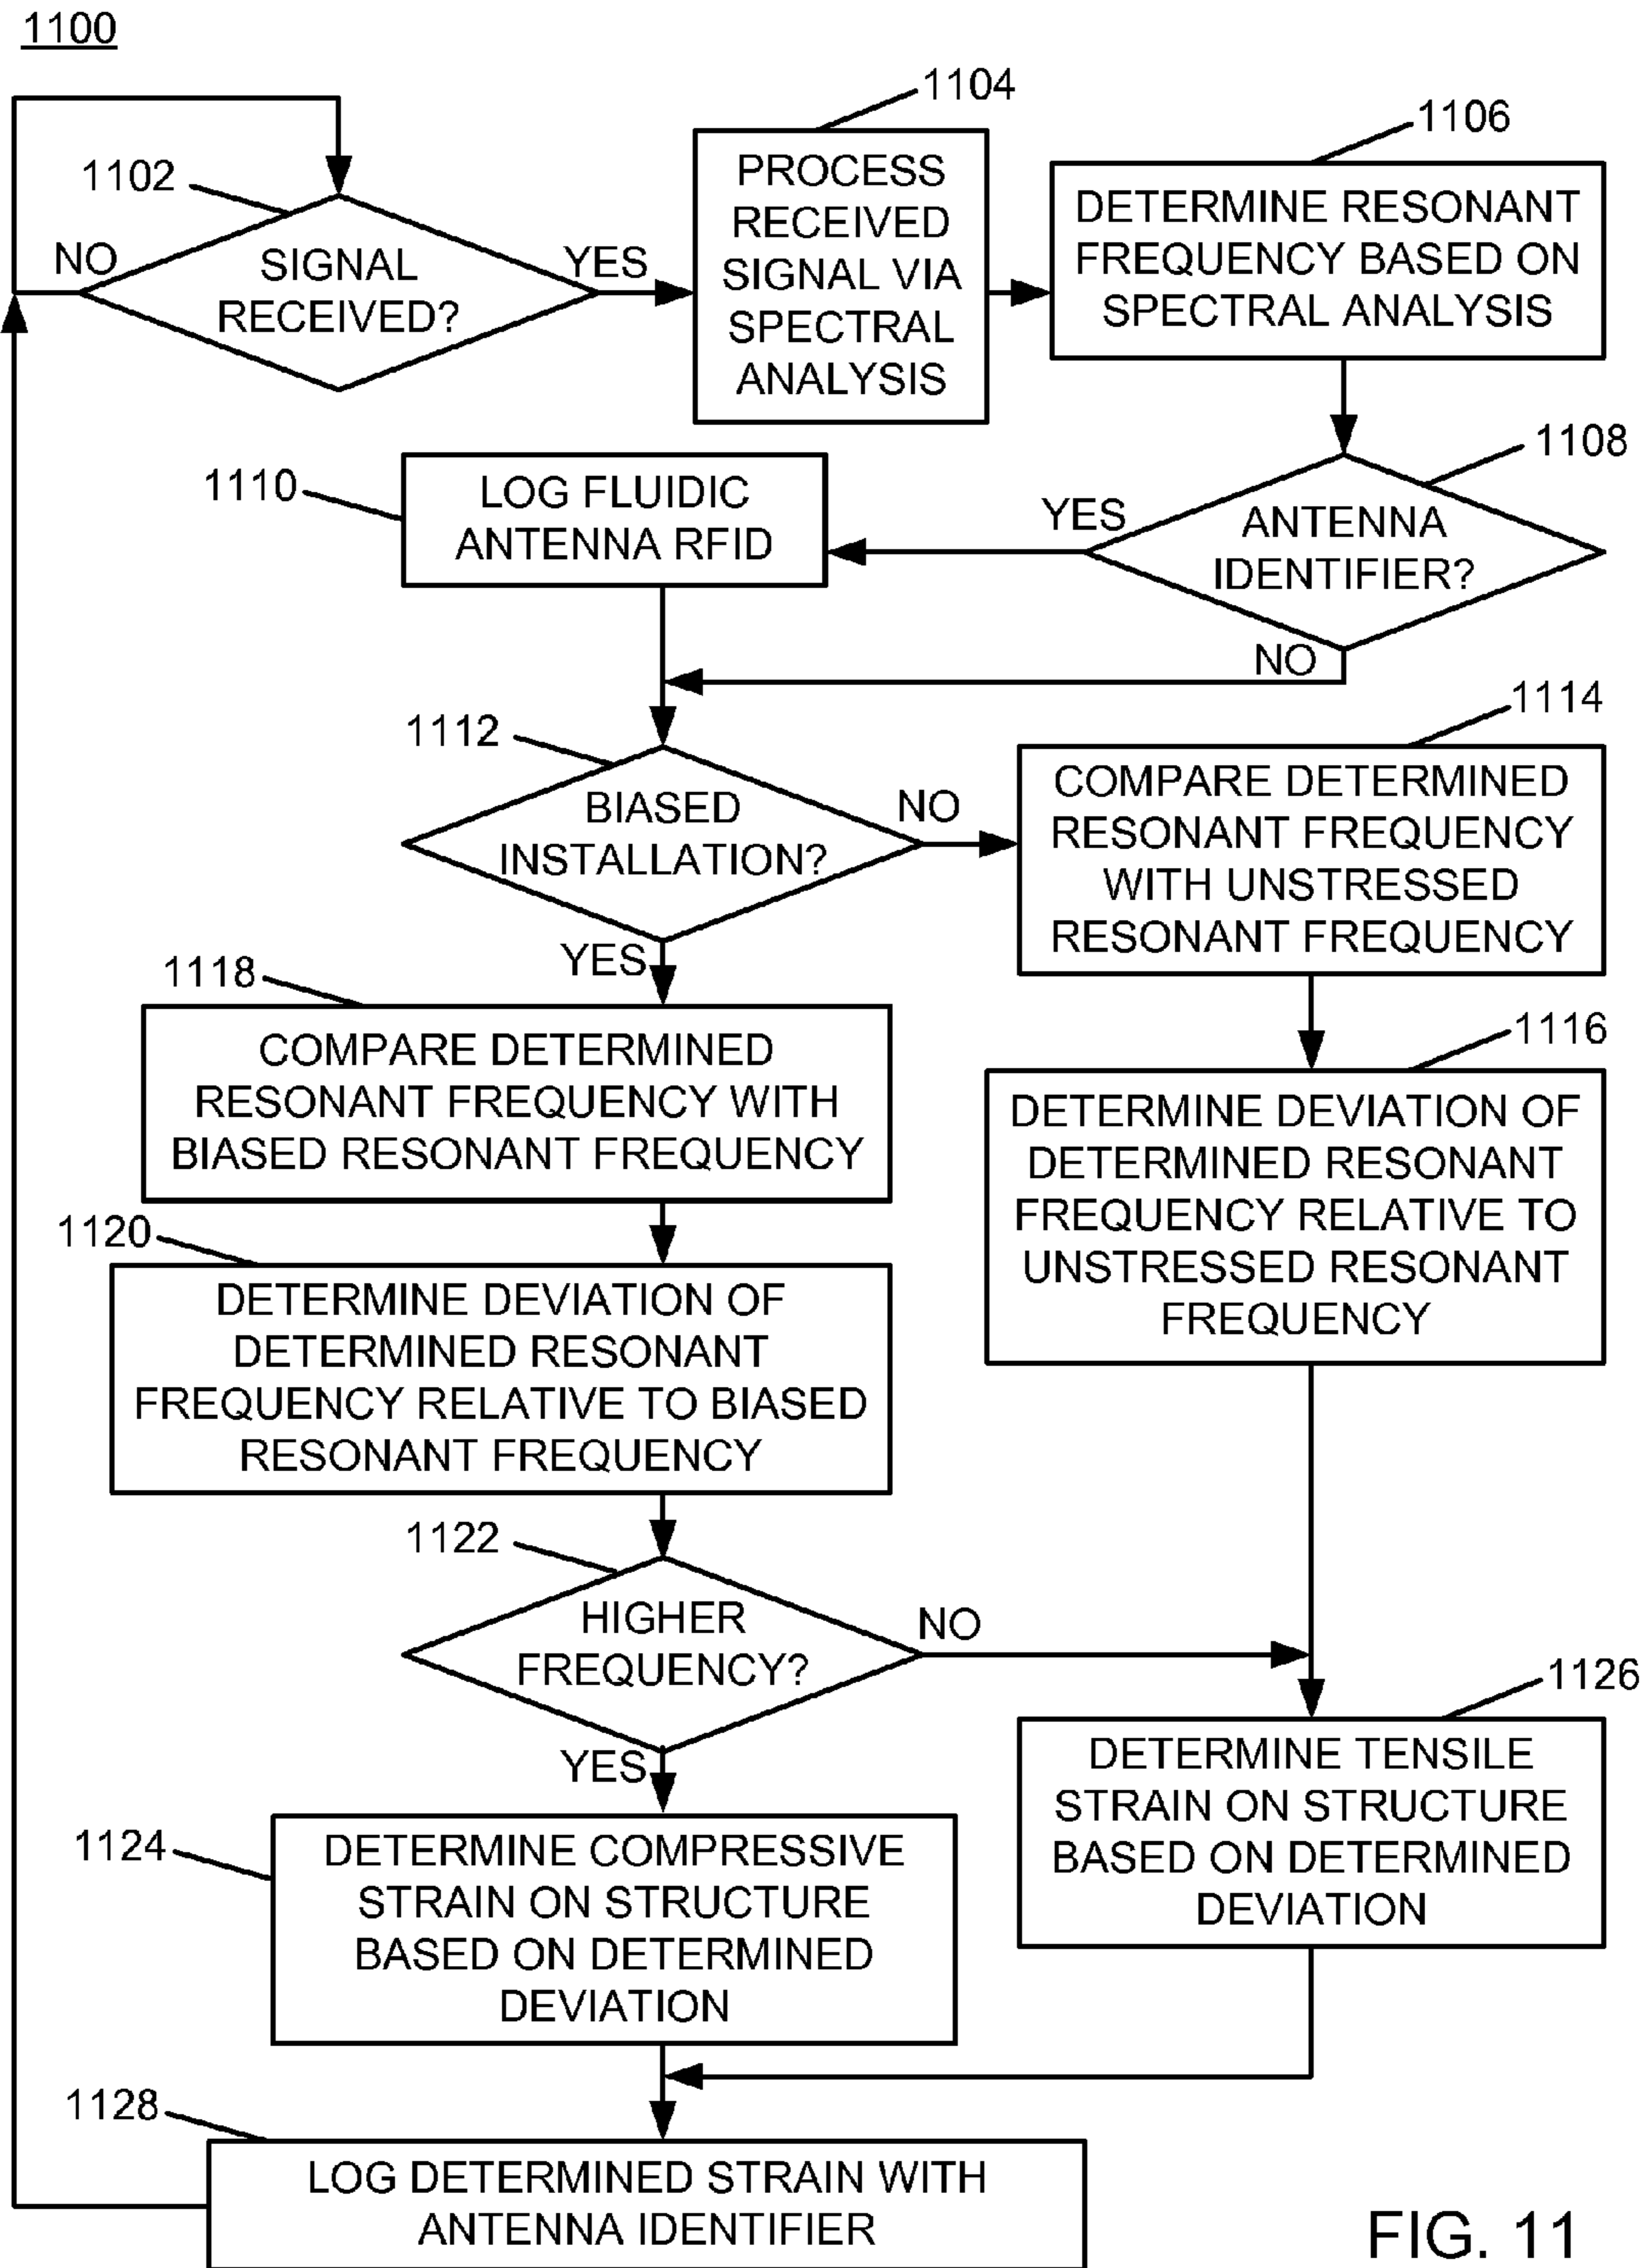 1100
1104
1106
1102
NO
SIGNAL
RECEIVED?
YES
PROCESS
RECEIVED
SIGNAL VIA
SPECTRAL
ANALYSIS
DETERMINE RESONANT
FREQUENCY BASED ON
SPECTRAL ANALYSIS
1108
1110
LOG FLUIDIC
ANTENNA RFID
YES
ANTENNA
IDENTIFIER?
NO
1112
BIASED
INSTALLATION?
NO
YES
1114
COMPARE DETERMINED
RESONANT FREQUENCY
WITH UNSTRESSED
RESONANT FREQUENCY
1118
COMPARE DETERMINED
RESONANT FREQUENCY WITH
BIASED RESONANT FREQUENCY
1116
DETERMINE DEVIATION OF
DETERMINED RESONANT
FREQUENCY RELATIVE TO
UNSTRESSED RESONANT
FREQUENCY
1120
DETERMINE DEVIATION OF
DETERMINED RESONANT
FREQUENCY RELATIVE TO BIASED
RESONANT FREQUENCY
1122
HIGHER
FREQUENCY?
NO
YES
1126
DETERMINE TENSILE
STRAIN ON STRUCTURE
BASED ON DETERMINED
DEVIATION
1124
DETERMINE COMPRESSIVE
STRAIN ON STRUCTURE
BASED ON DETERMINED
DEVIATION
1128
LOG DETERMINED STRAIN WITH
ANTENNA IDENTIFIER
FIG. 11